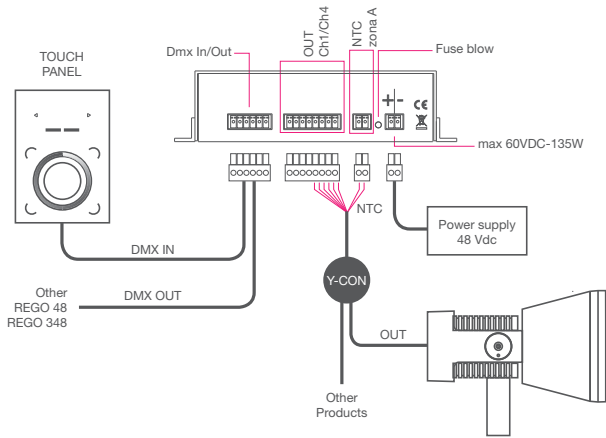 TOUCH
PANEL
Dmx In/Out
OUT
Ch1/Ch4
NTC
zona A
Fuse blow
+ -
CE
max 60VDC-135W
NTC
Power supply
48 Vdc
DMX IN
Y-CON
Other
REGO 48
REGO 348
DMX OUT
OUT
Other
Products